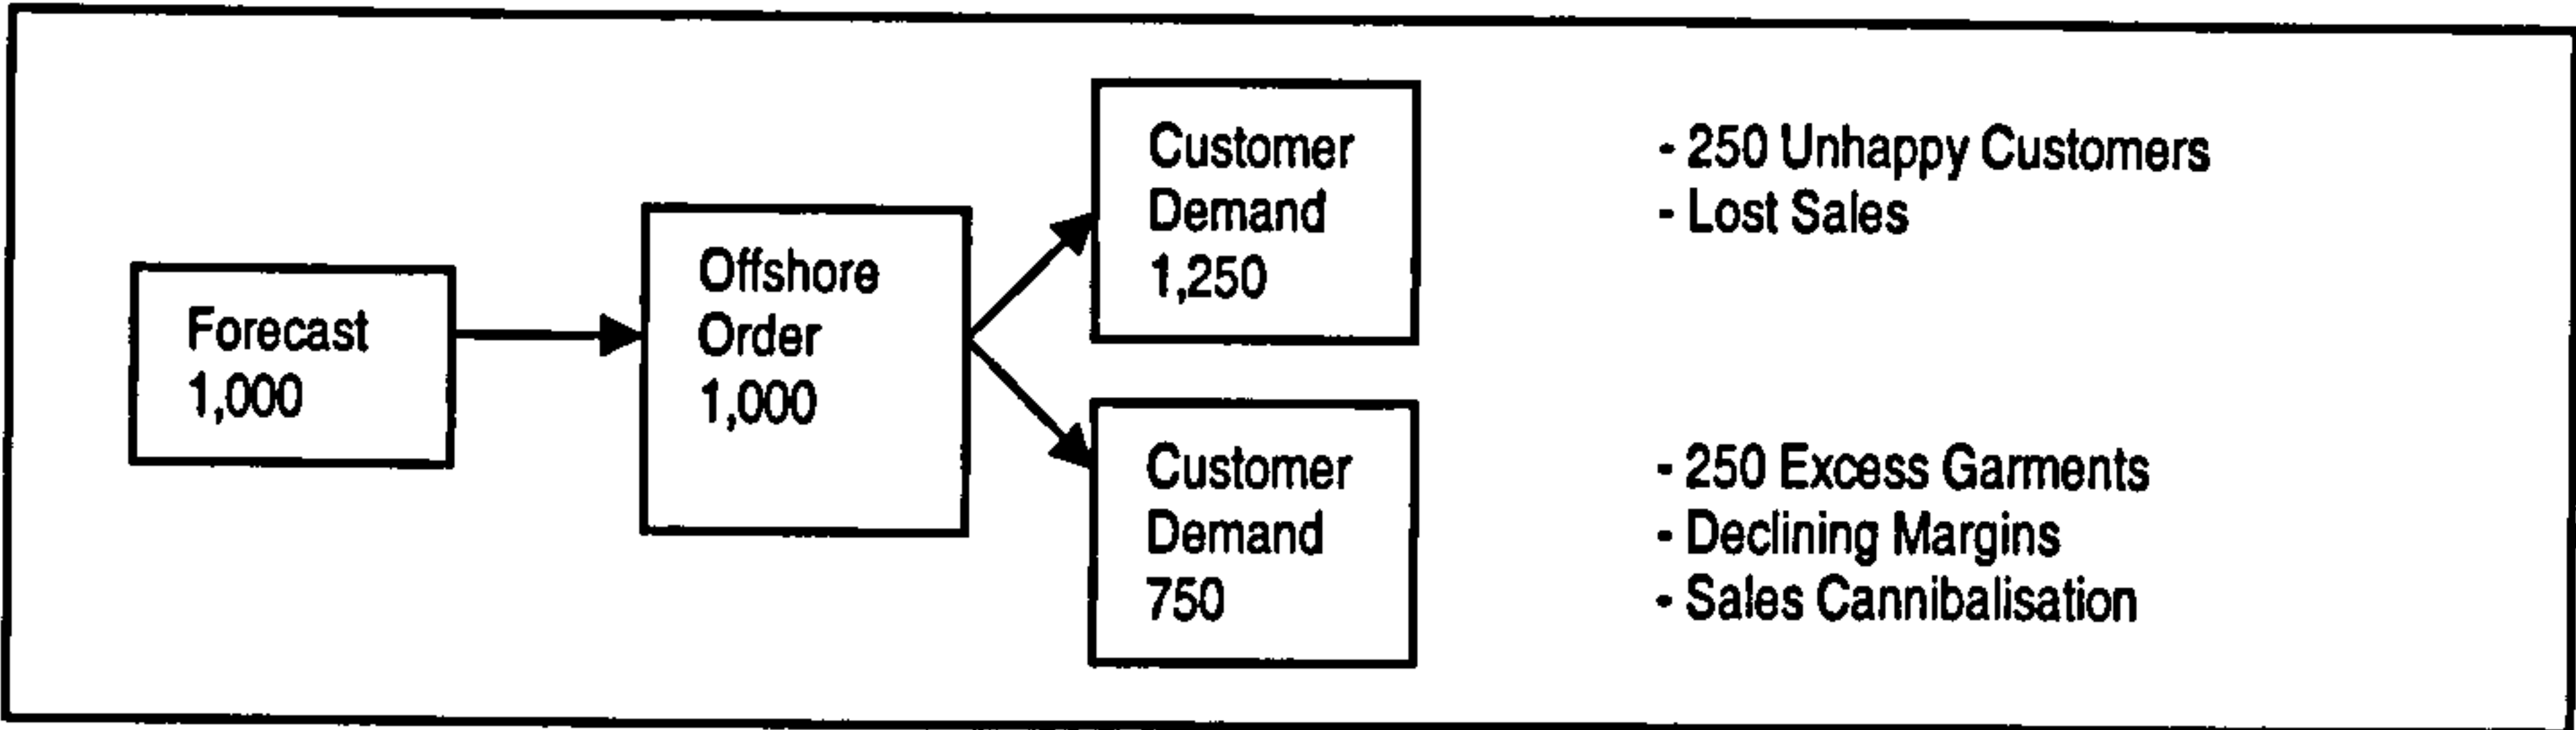 Forecast
1,000
Offshore
Order
1,000
Customer
Demand
1,250
- 250 Unhappy Customers
- Lost Sales
Customer
Demand
750
- 250 Excess Garments
- Declining Margins
- Sales Cannibalisation